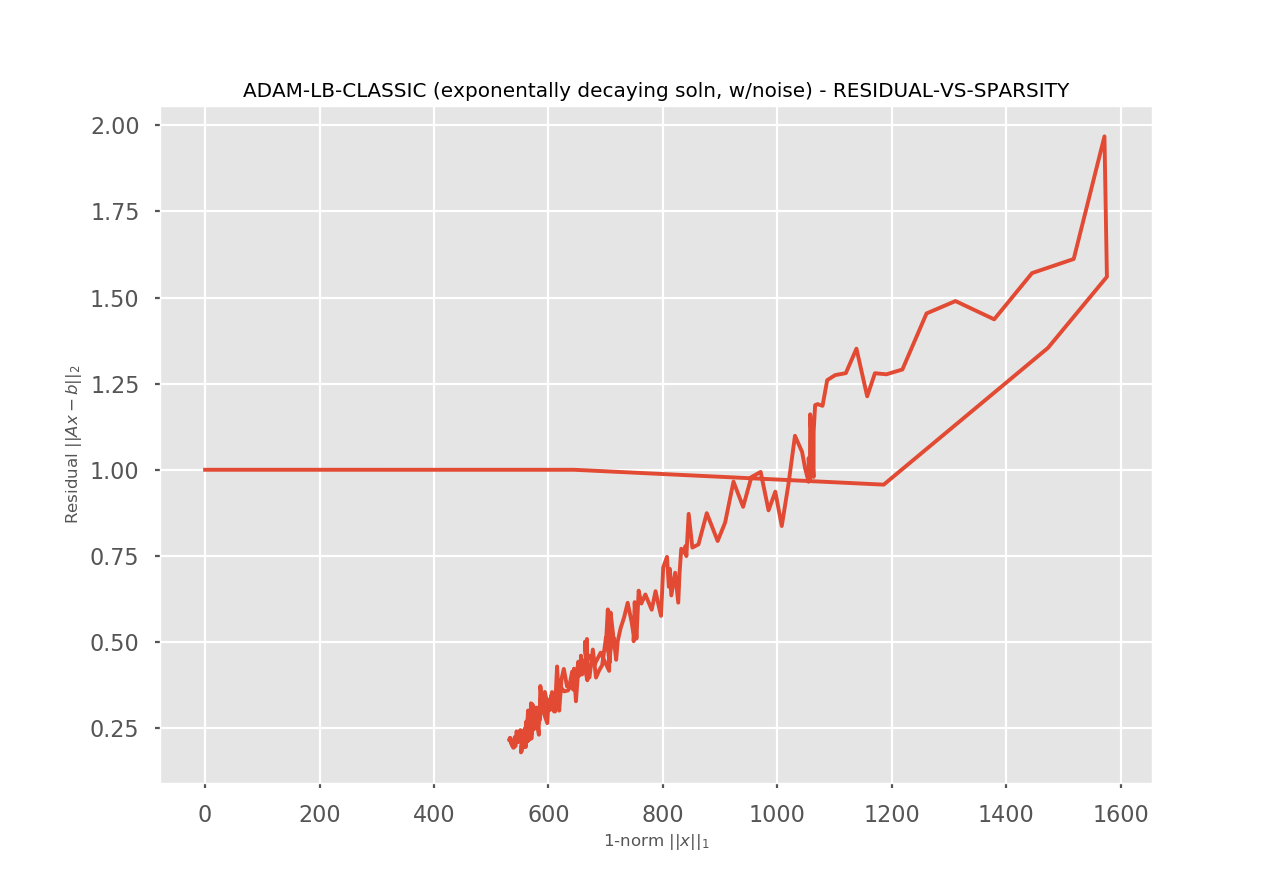 ADAM-LB-CLASSIC (exponentially decaying soln, w/noise) - RESIDUAL-VS-SPARSITY
2.00
1.75
1.50
1.25
1.00
0.75
0.50
0.25
Residual ||Ax − b||₂
0 200 400 600 800 1000 1200 1400 1600
1-norm ||x||₁